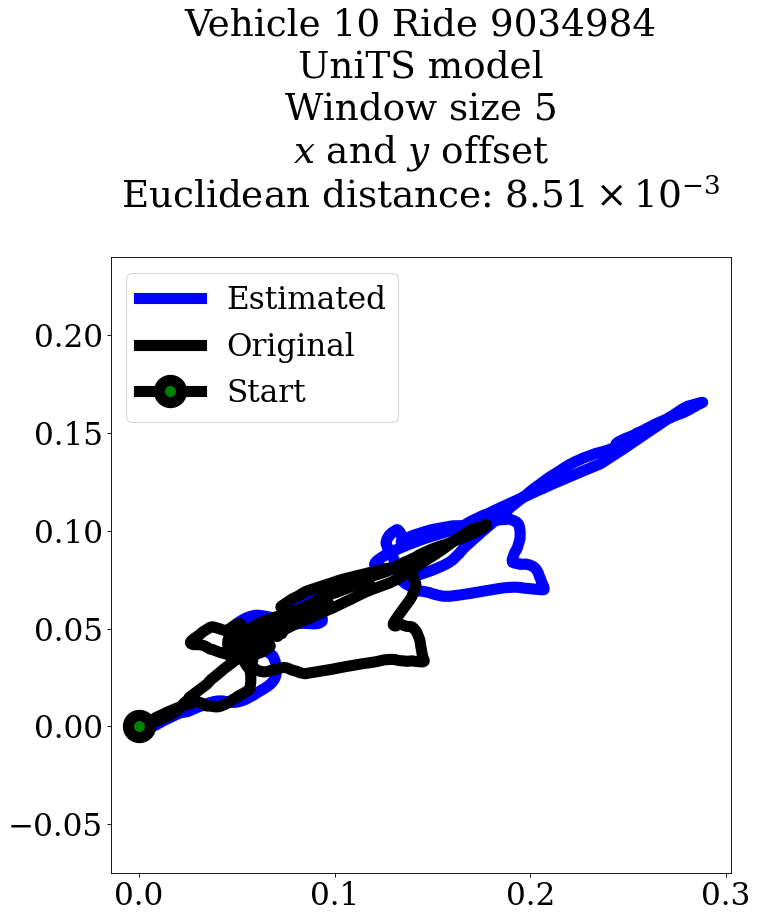 Vehicle 10 Ride 9034984
UniTS model
Window size 5
x and y offset
Euclidean distance: 8.51 × 10⁻³
Estimated
Original
Start
0.20
0.15
0.10
0.05
0.00
−0.05
0.0 0.1 0.2 0.3